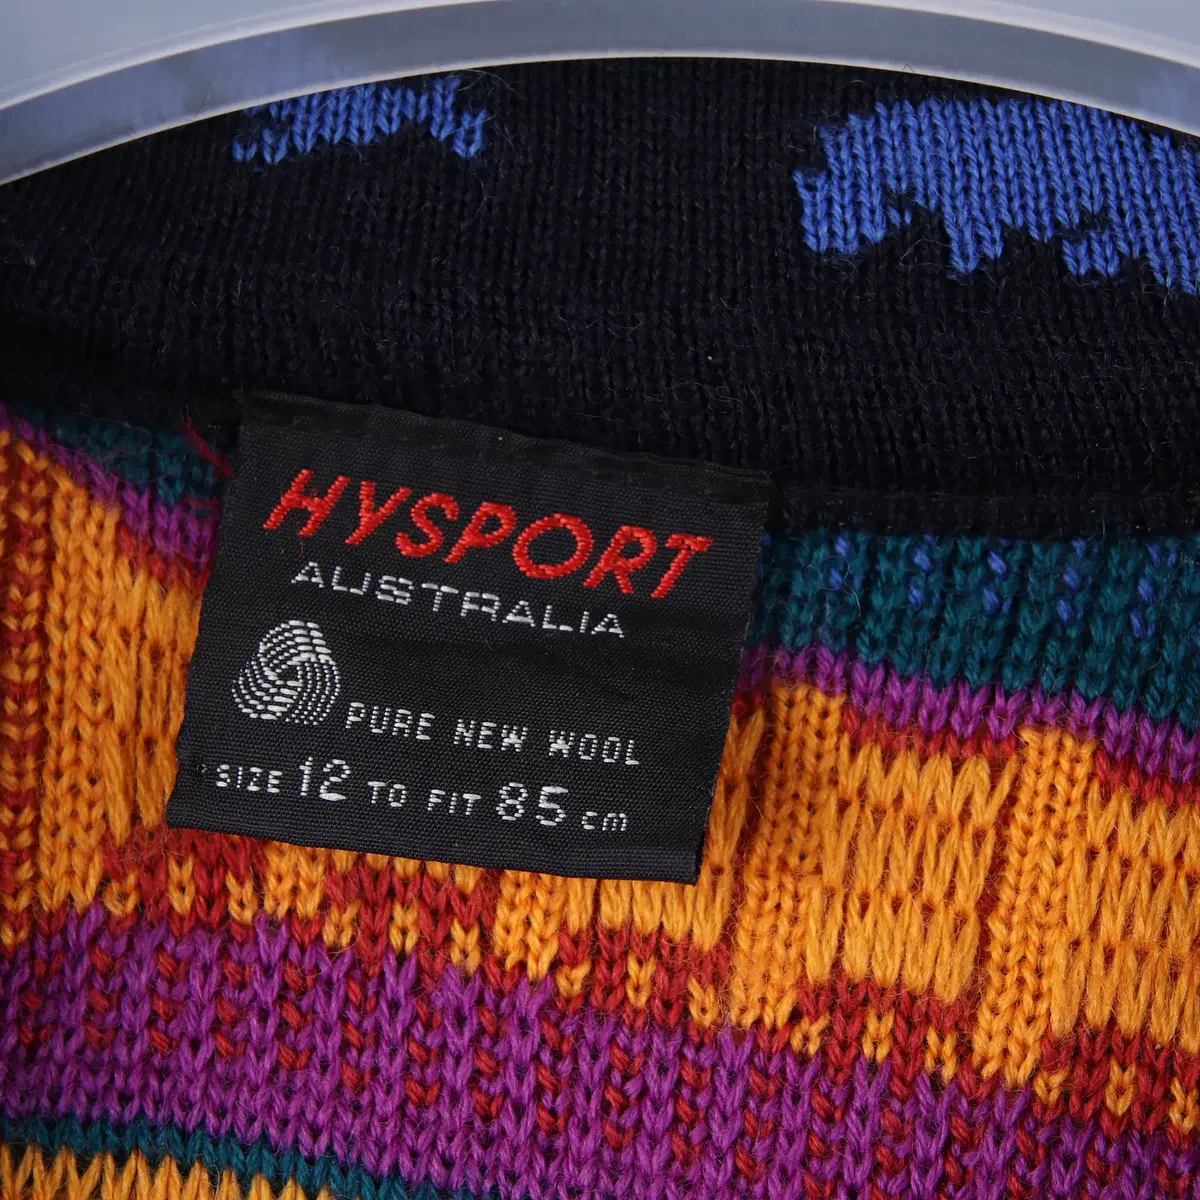 HYSPORT
AUSTRALIA
PURE NEW WOOL
SIZE 12 TO FIT 85 cm